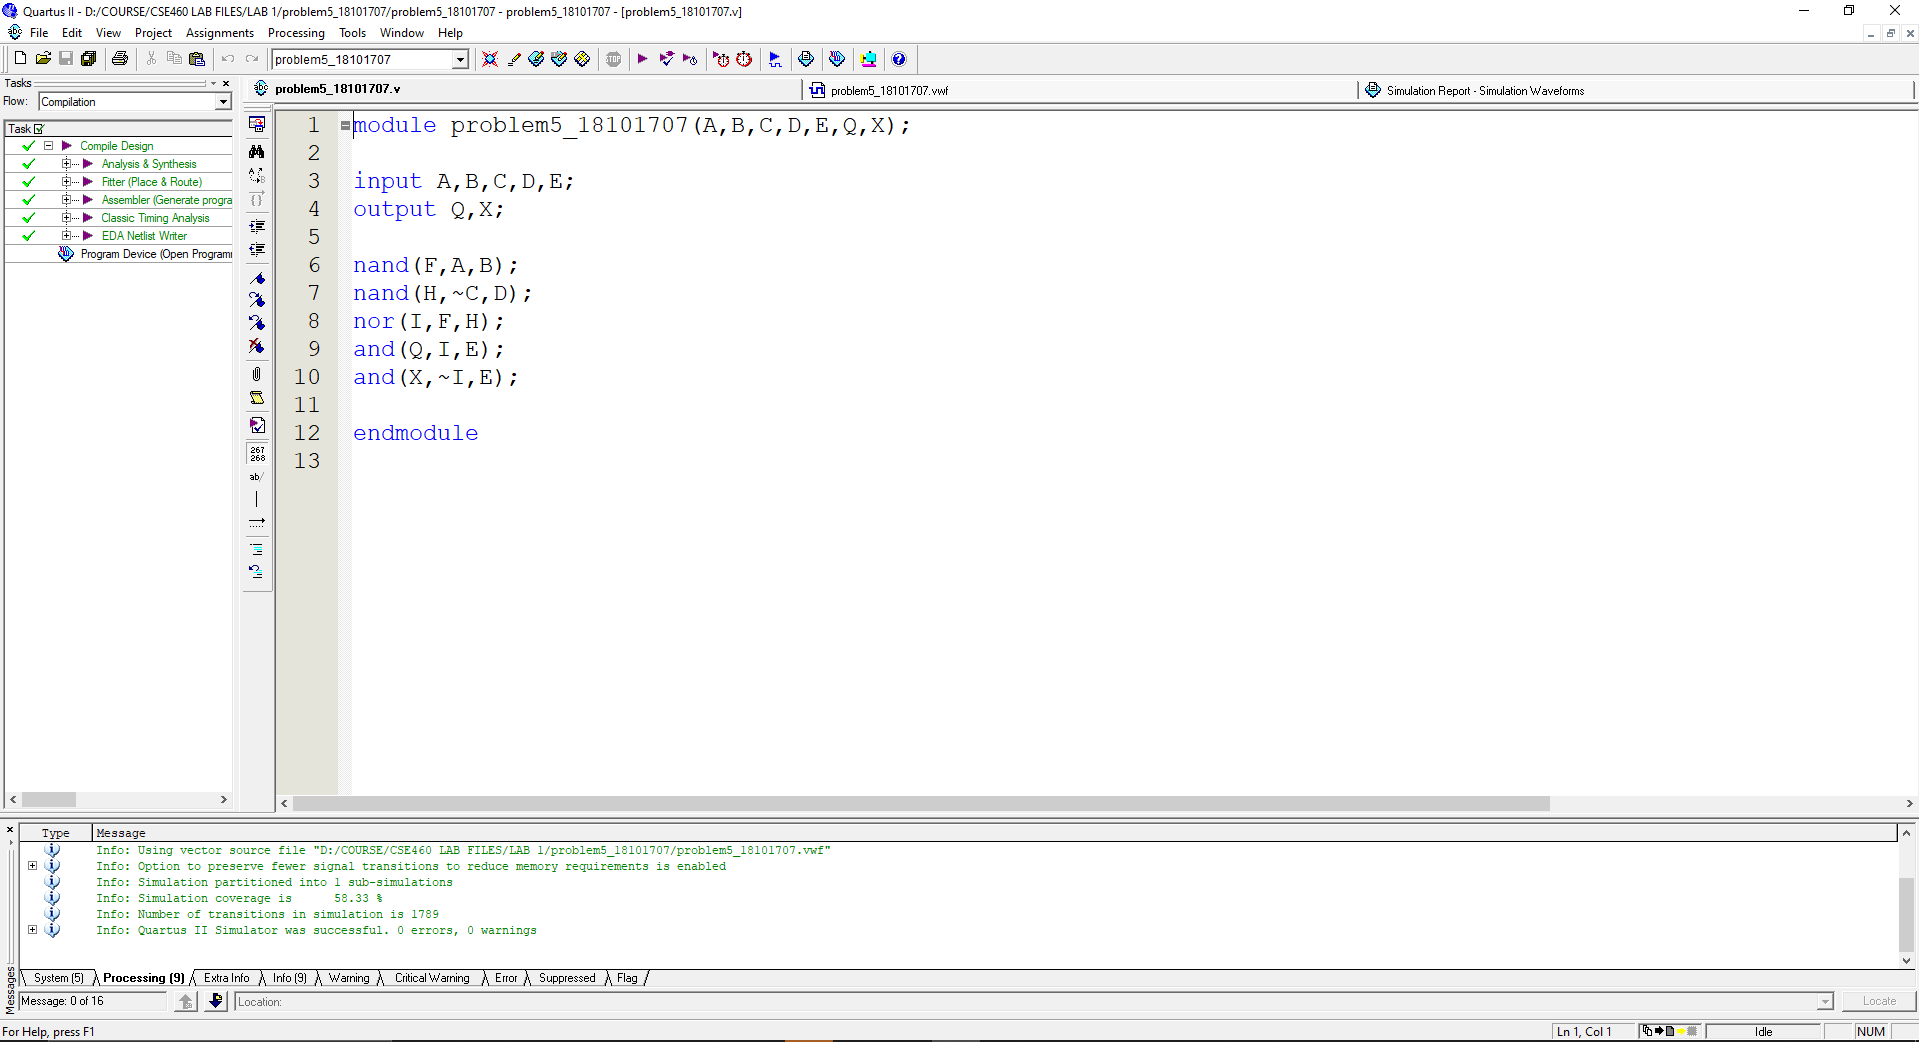 Quartus II - D:/COURSE/CSE460 LAB FILES/LAB 1/problem5_18101707/problem5_18101707 - problem5_18101707 - [problem5_18101707.v]
File Edit View Project Assignments Processing Tools Window Help
problem5_18101707
Tasks
Flow: Compilation
Task
Compile Design
Analysis & Synthesis
Fitter (Place & Route)
Assembler (Generate progra
Classic Timing Analysis
EDA Netlist Writer
Program Device (Open Program
problem5_18101707.v
problem5_18101707.vwf
Simulation Report - Simulation Waveforms
267
268
ab/
1 module problem5_18101707(A,B,C,D,E,Q,X);
2
3 input A,B,C,D,E;
4 output Q,X;
5
6 nand(F,A,B);
7 nand(H,~C,D);
8 nor(I,F,H);
9 and(Q,I,E);
10 and(X,~I,E);
11
12 endmodule
13
Type Message
Info: Using vector source file "D:/COURSE/CSE460 LAB FILES/LAB 1/problem5_18101707/problem5_18101707.vwf"
Info: Option to preserve fewer signal transitions to reduce memory requirements is enabled
Info: Simulation partitioned into 1 sub-simulations
Info: Simulation coverage is 58.33 %
Info: Number of transitions in simulation is 1789
Info: Quartus II Simulator was successful. 0 errors, 0 warnings
System (5) Processing (9) Extra Info Info (9) Warning Critical Warning Error Suppressed Flag
Messages
Message: 0 of 16 Location: Locate
For Help, press F1 Ln 1, Col 1 Idle NUM